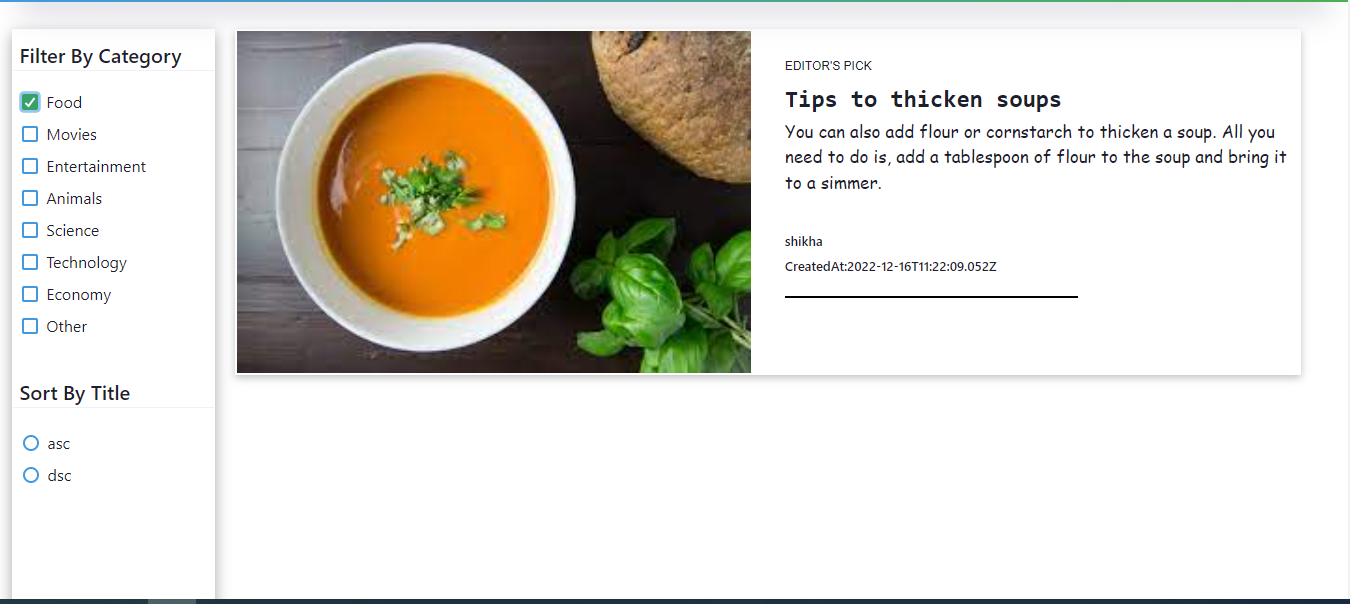 Filter By Category
Food
Movies
Entertainment
Animals
Science
Technology
Economy
Other
Sort By Title
asc
dsc
EDITOR'S PICK
Tips to thicken soups
You can also add flour or cornstarch to thicken a soup. All you
need to do is, add a tablespoon of flour to the soup and bring it
to a simmer.
shikha
CreatedAt:2022-12-16T11:22:09.052Z